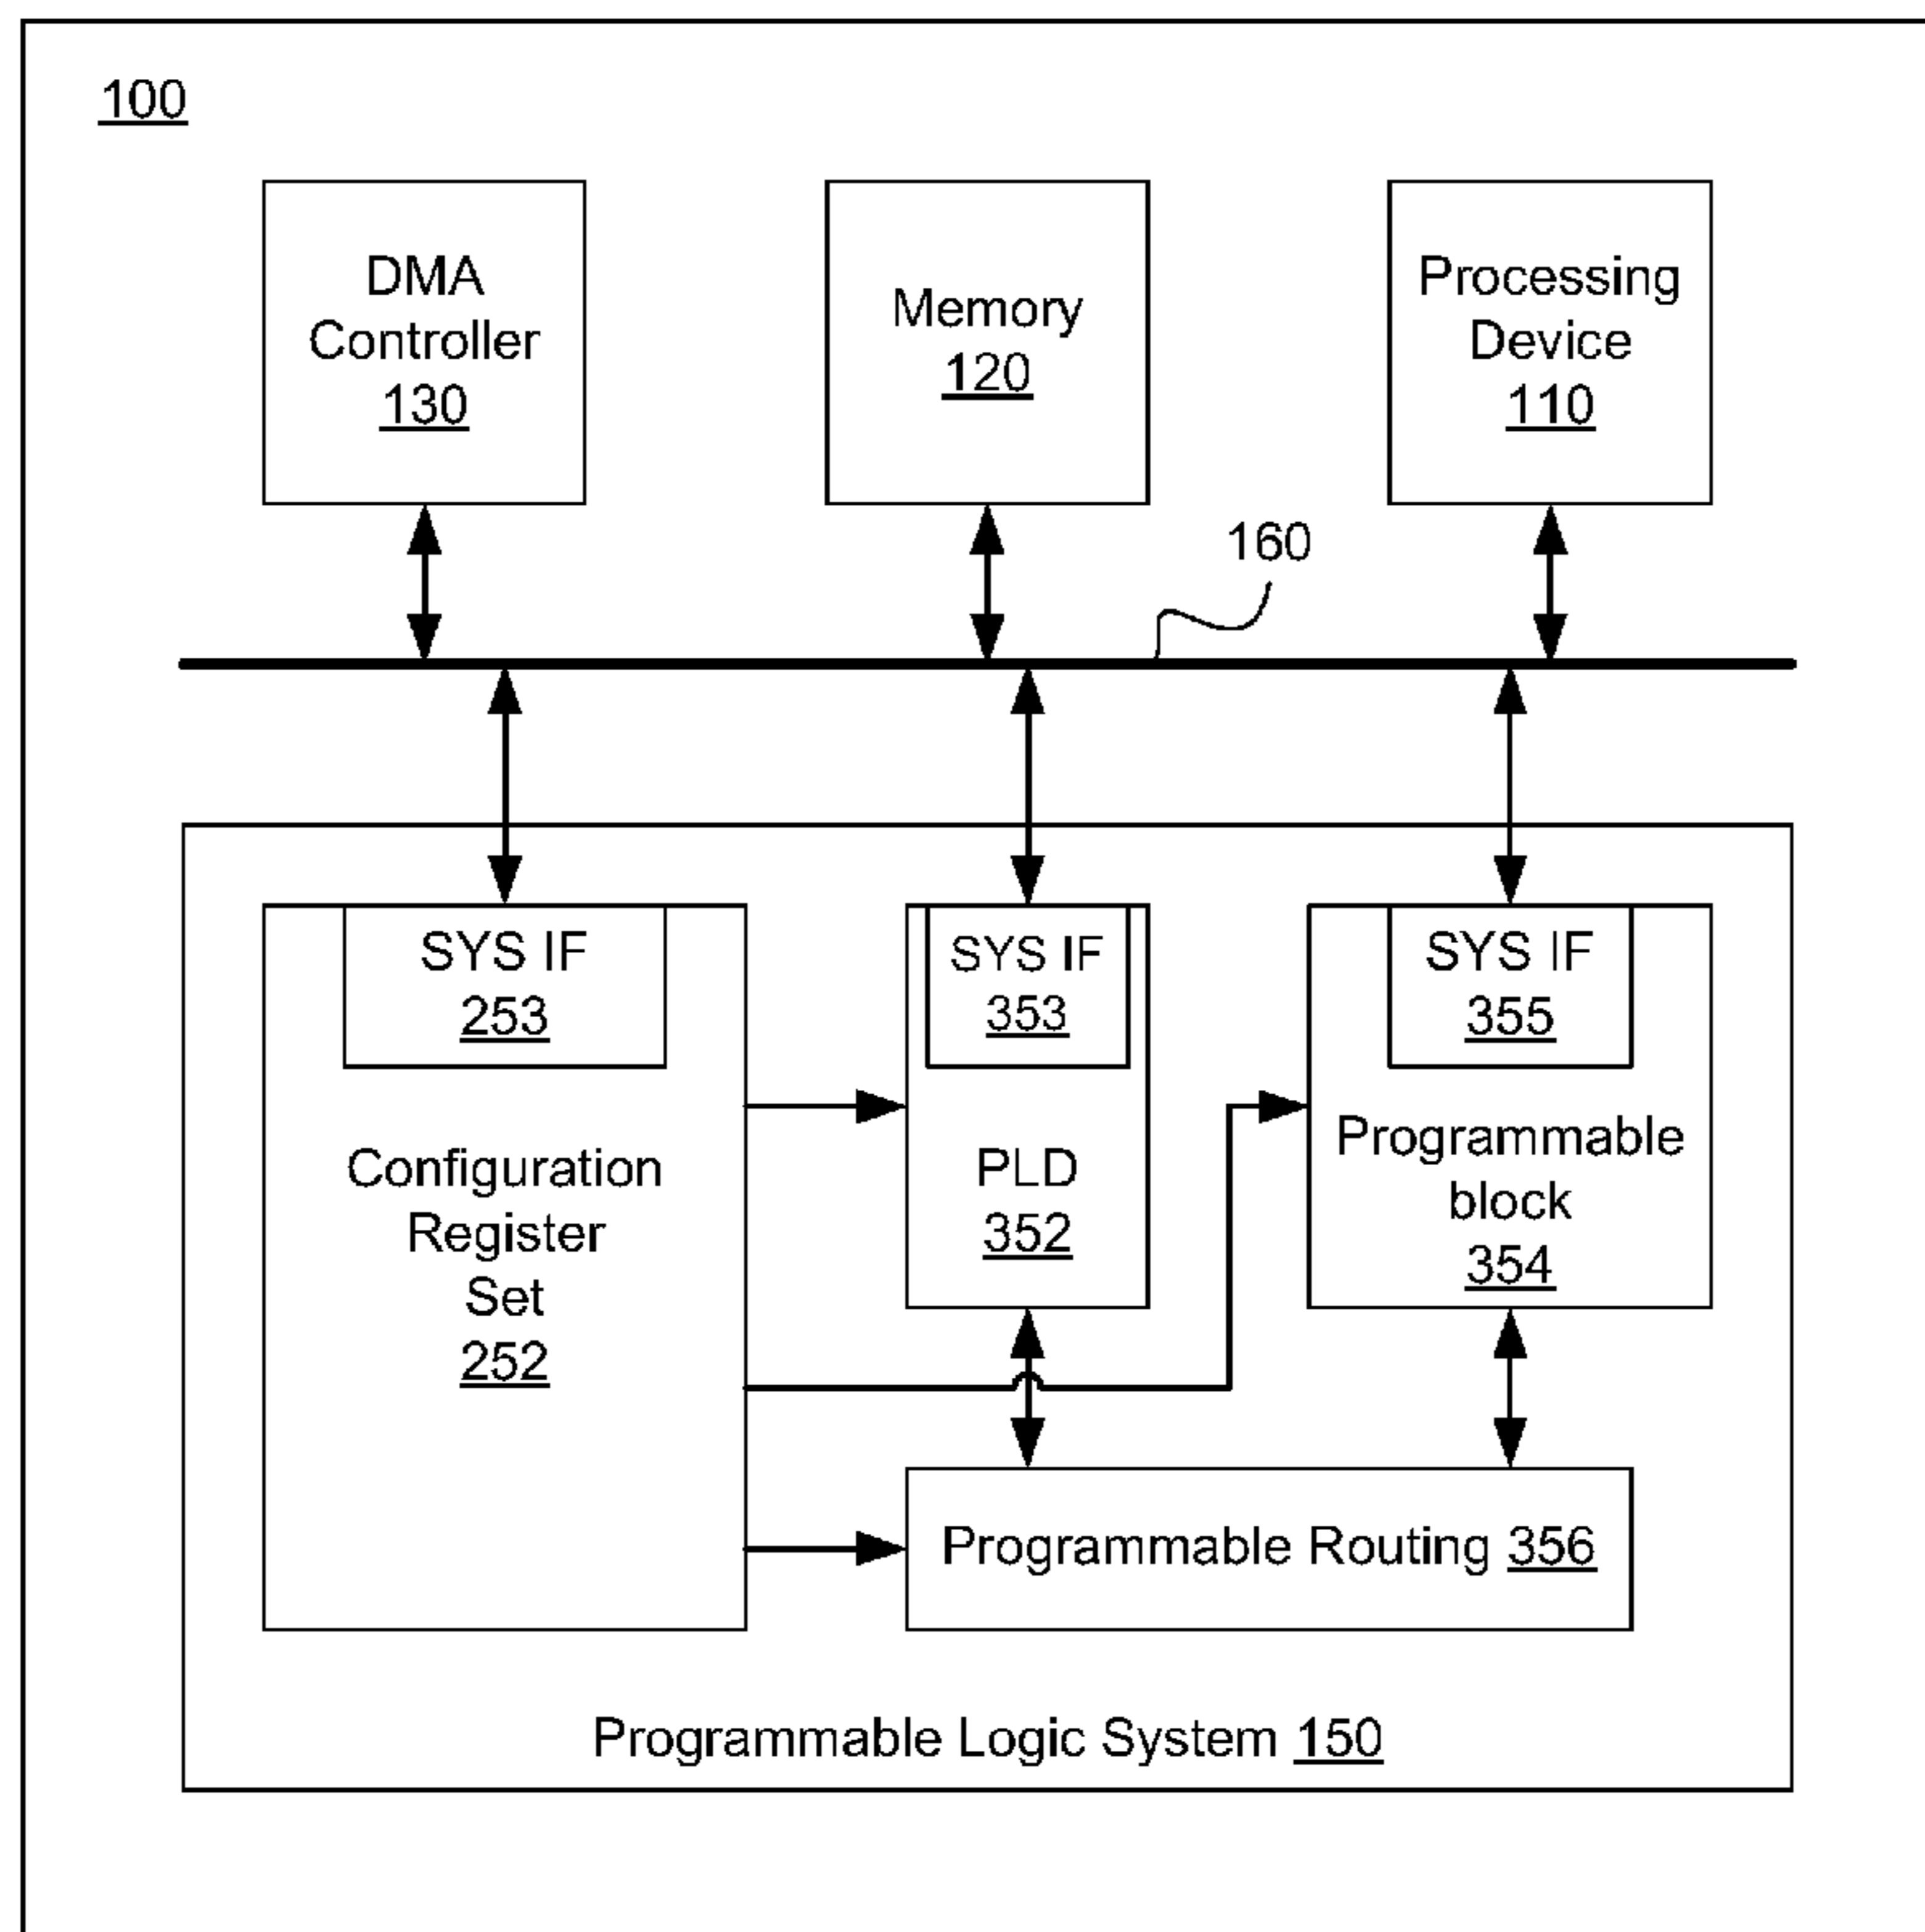 100
DMA
Controller
130
Memory
120
Processing
Device
110
160
SYS IF
253
Configuration
Register
Set
252
SYS IF
353
PLD
352
SYS IF
355
Programmable
block
354
Programmable Routing 356
Programmable Logic System 150